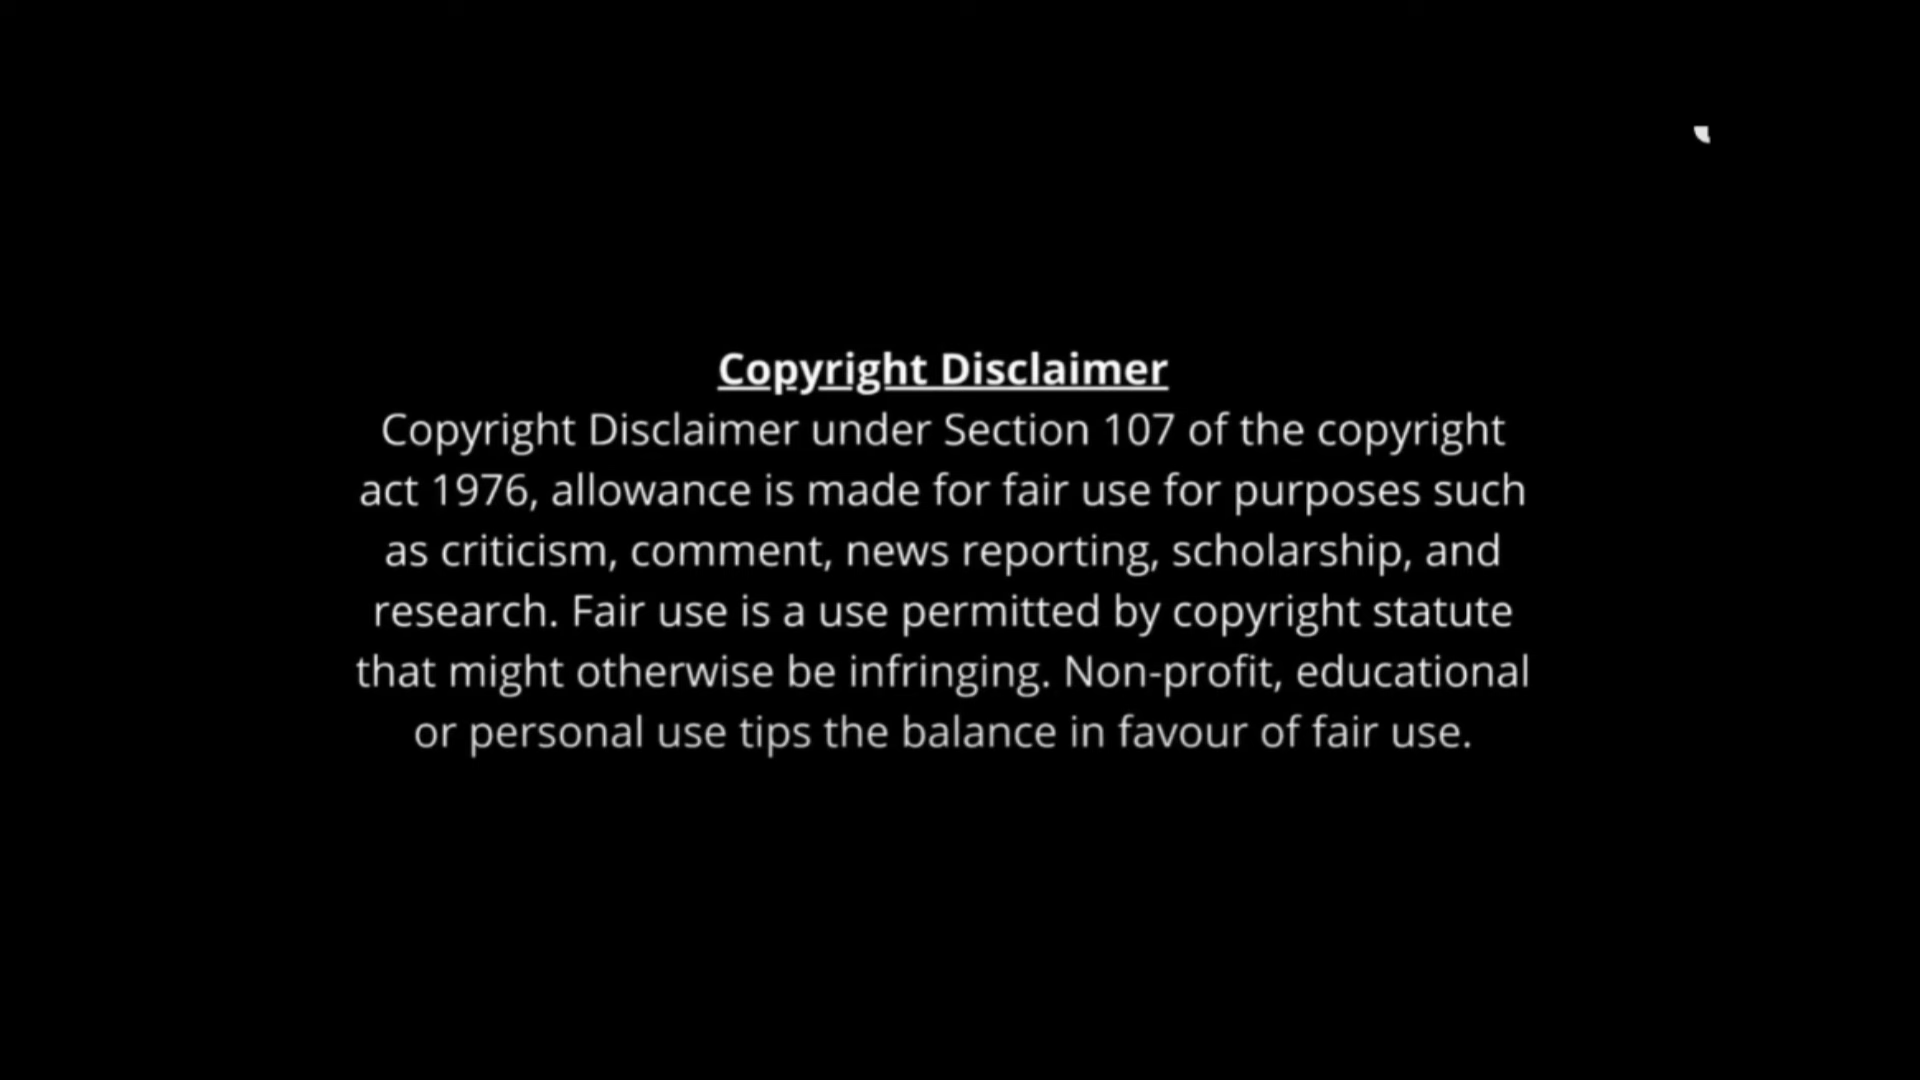 Copyright Disclaimer
Copyright Disclaimer under Section 107 of the copyright
act 1976, allowance is made for fair use for purposes such
as criticism, comment, news reporting, scholarship, and
research. Fair use is a use permitted by copyright statute
that might otherwise be infringing. Non-profit, educational
or personal use tips the balance in favour of fair use.